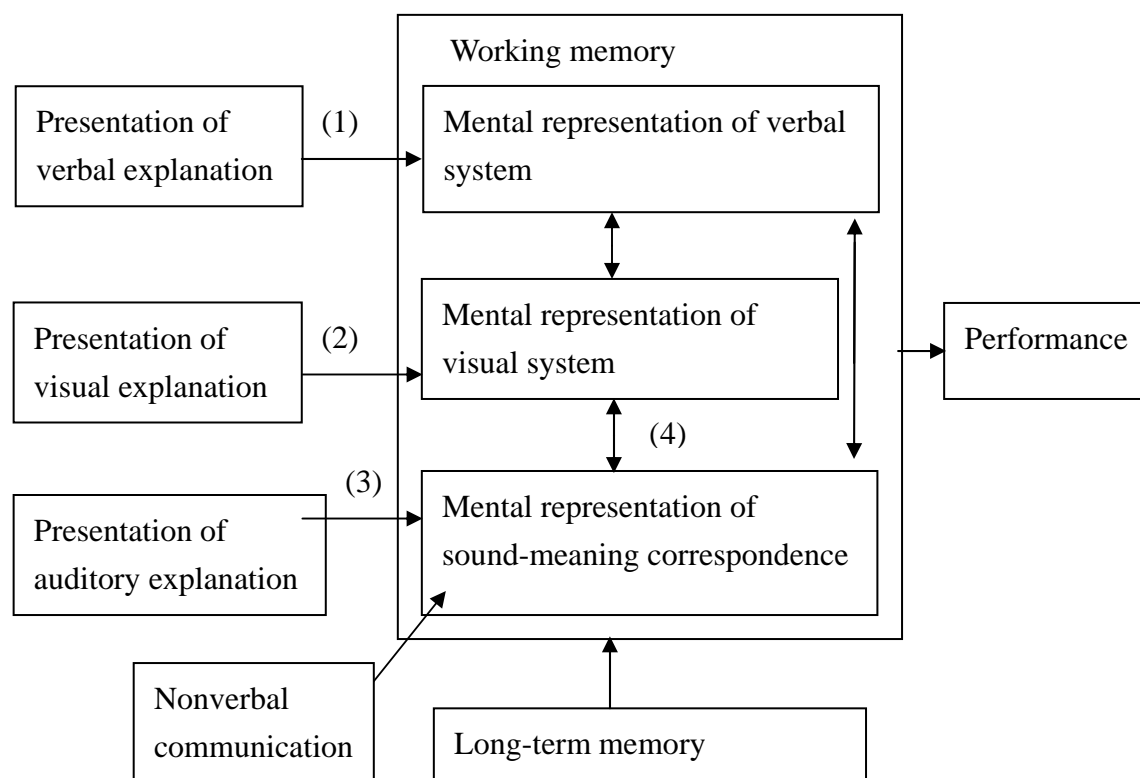 Working memory
Presentation of
verbal explanation
(1)
Mental representation of verbal
system
Presentation of
visual explanation
(2)
Mental representation of
visual system
Performance
(4)
Presentation of
auditory explanation
(3)
Mental representation of
sound-meaning correspondence
Nonverbal
communication
Long-term memory